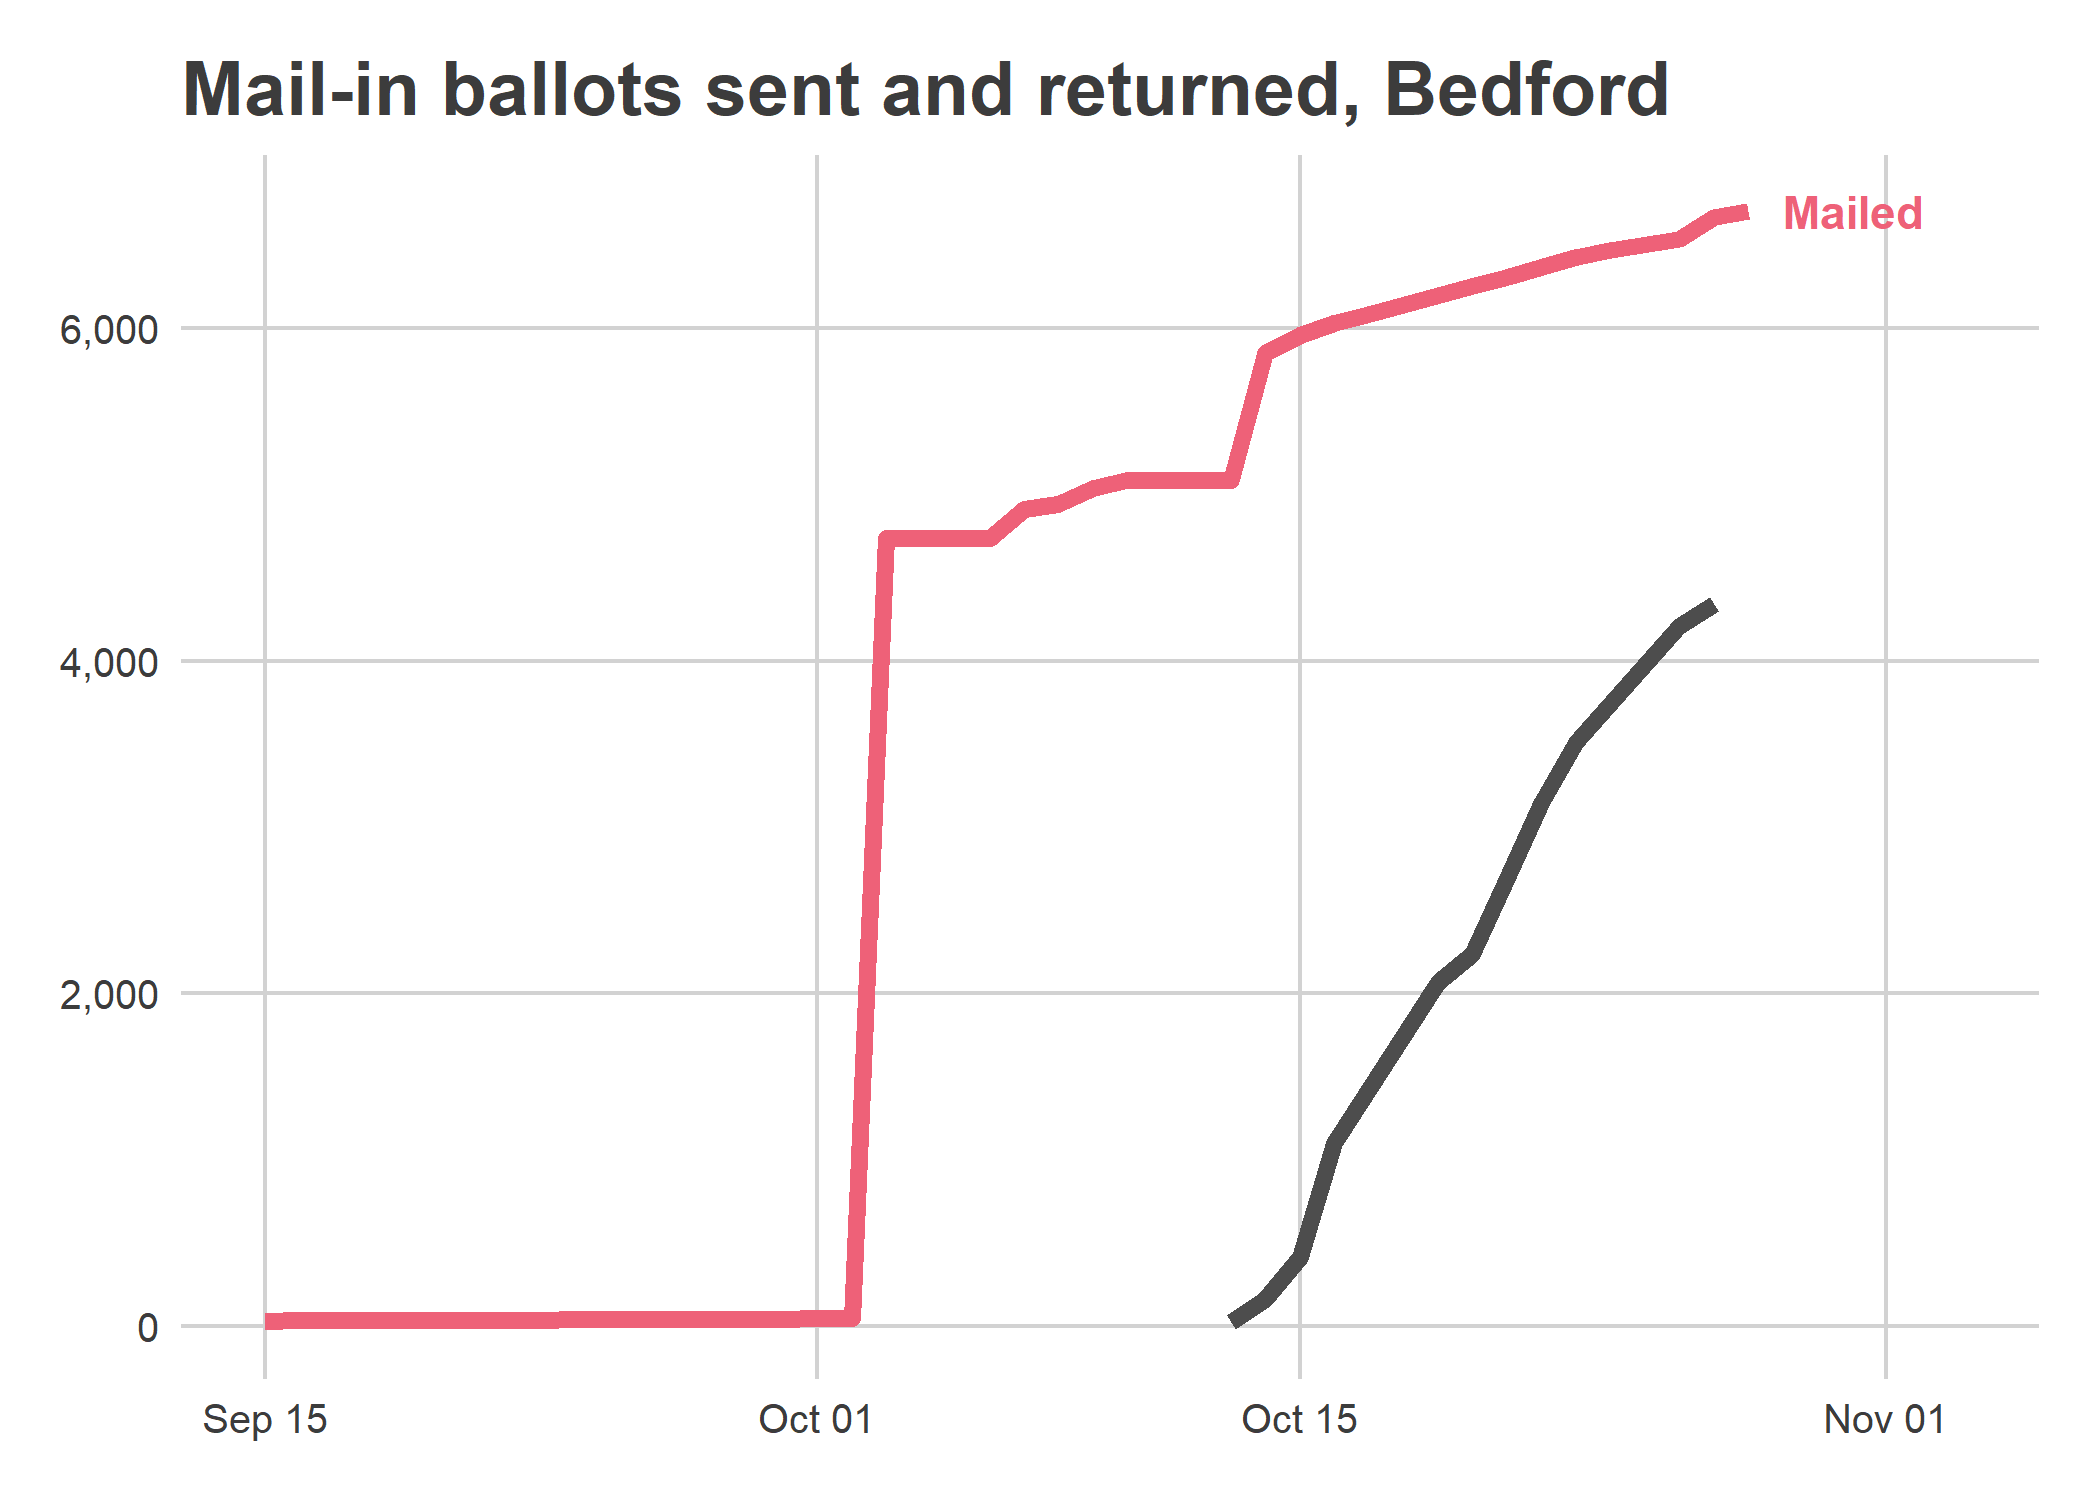 Mail-in ballots sent and returned, Bedford
Mailed
6,000
4,000
2,000
0
Sep 15
Oct 01
Oct 15
Nov 01